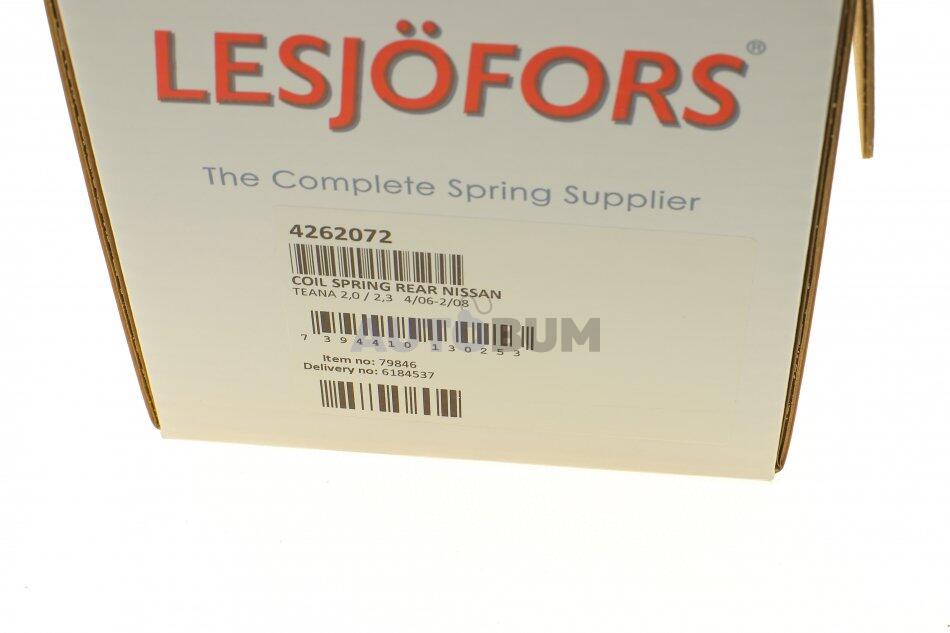 LESJÖFORS®
The Complete Spring Supplier
4262072
COIL SPRING REAR NISSAN
TEANA 2,0 / 2,3 4/06-2/08
AUTOBUM
7 394410 130253
Item no: 79846
Delivery no: 6184537